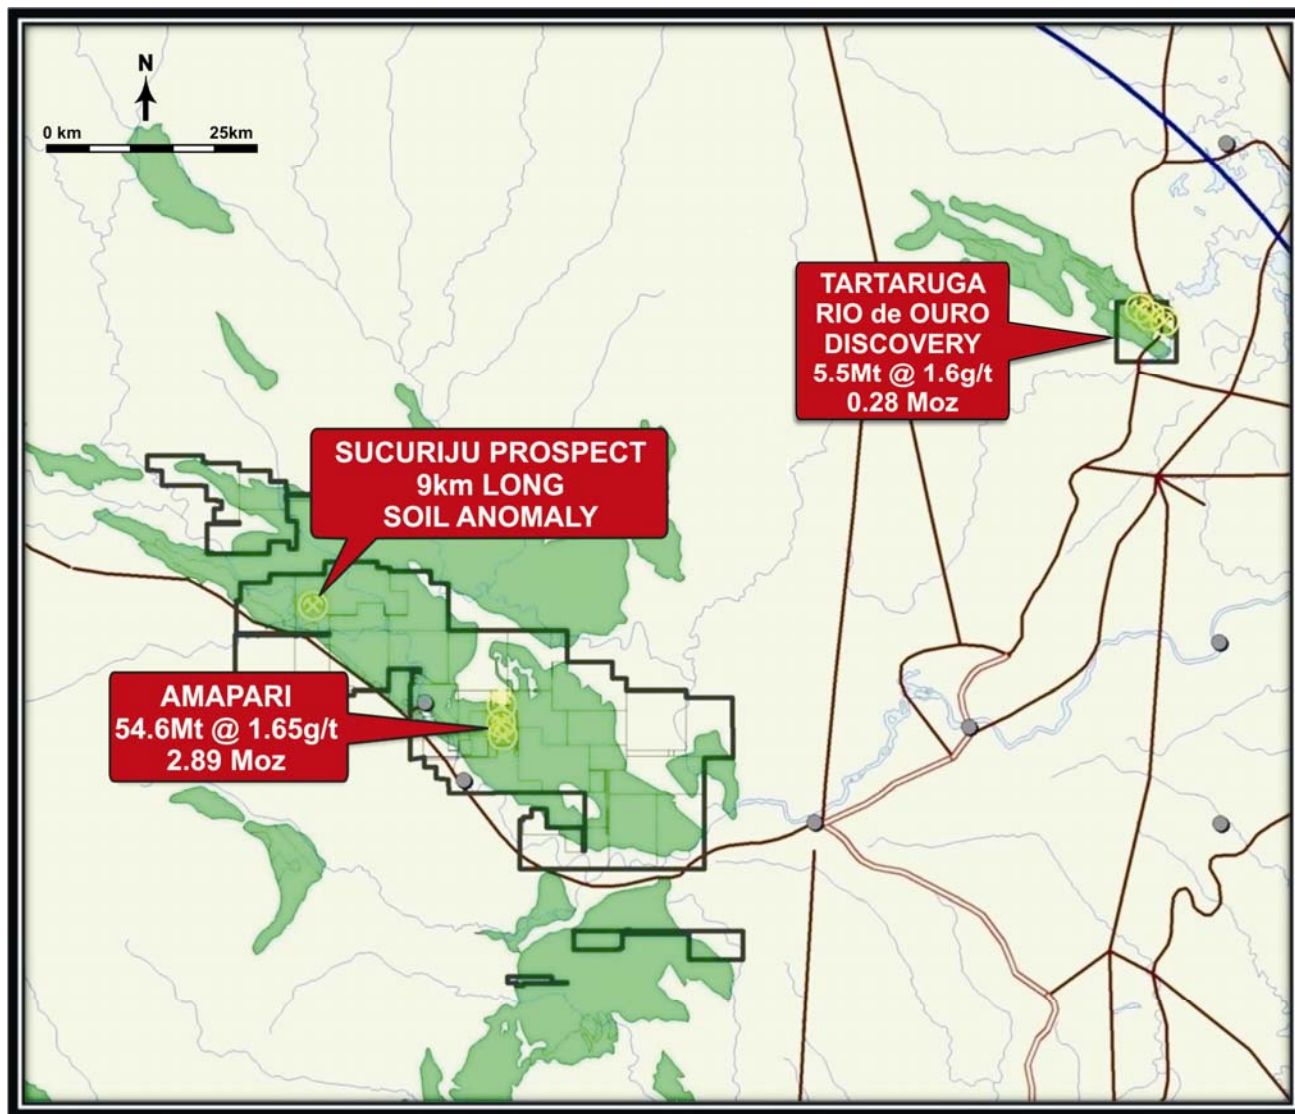 N
0 km 25km
TARTARUGA
RIO de OURO
DISCOVERY
5.5Mt @ 1.6g/t
0.28 Moz
SUCURIJU PROSPECT
9km LONG
SOIL ANOMALY
AMAPARI
54.6Mt @ 1.65g/t
2.89 Moz